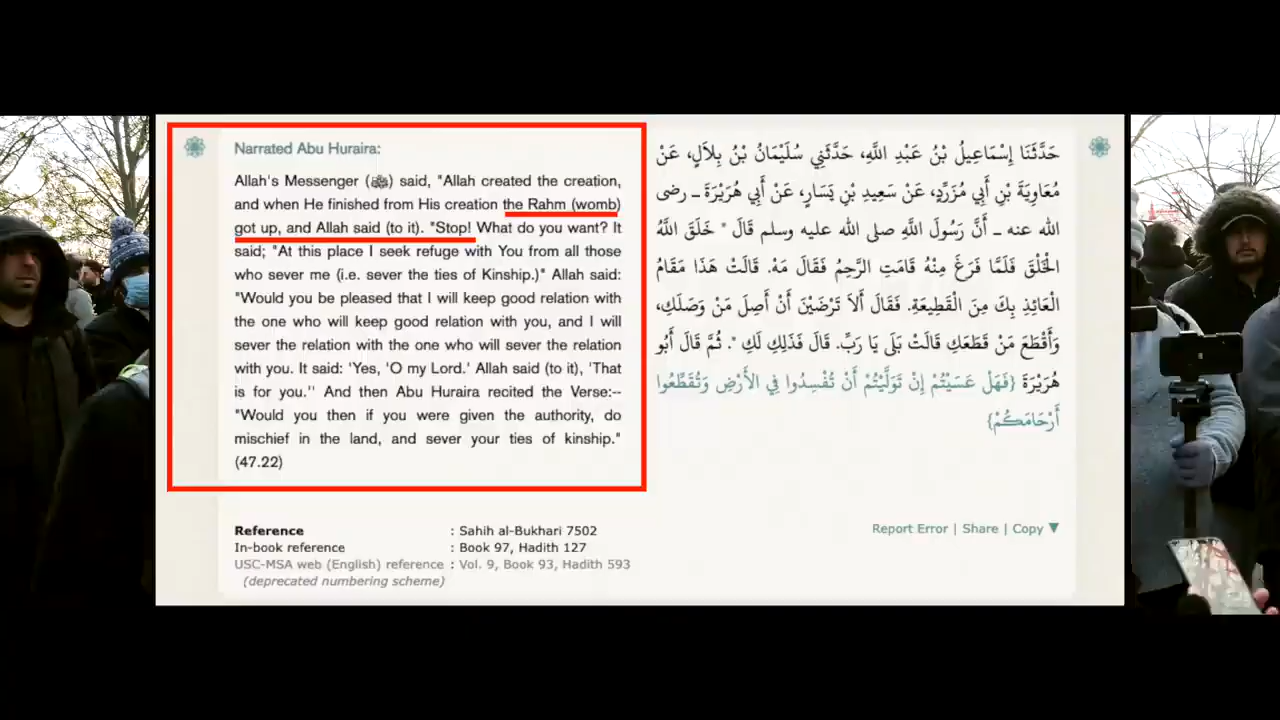 Narrated Abu Huraira:
Allah's Messenger (ﷺ) said, "Allah created the creation,
and when He finished from His creation the Rahm (womb)
got up, and Allah said (to it). "Stop! What do you want? It
said; "At this place I seek refuge with You from all those
who sever me (i.e. sever the ties of Kinship.)" Allah said:
"Would you be pleased that I will keep good relation with
the one who will keep good relation with you, and I will
sever the relation with the one who will sever the relation
with you. It said: 'Yes, 'O my Lord.' Allah said (to it), 'That
is for you.'' And then Abu Huraira recited the Verse:--
"Would you then if you were given the authority, do
mischief in the land, and sever your ties of kinship."
(47.22)
حَدَّثَنَا إِسْمَاعِيلُ بْنُ عَبْدِ اللَّهِ، حَدَّثَنِي سُلَيْمَانُ بْنُ بِلاَلٍ، عَنْ
مُعَاوِيَةَ بْنِ أَبِي مُزَرِّدٍ، عَنْ سَعِيدِ بْنِ يَسَارٍ، عَنْ أَبِي هُرَيْرَةَ ـ رضى
الله عنه ـ أَنَّ رَسُولَ اللَّهِ صلى الله عليه وسلم قَالَ " خَلَقَ اللَّهُ
الْخَلْقَ فَلَمَّا فَرَغَ مِنْهُ قَامَتِ الرَّحِمُ فَقَالَ مَهْ‏.‏ قَالَتْ هَذَا مَقَامُ
الْعَائِذِ بِكَ مِنَ الْقَطِيعَةِ‏.‏ فَقَالَ أَلاَ تَرْضَيْنَ أَنْ أَصِلَ مَنْ وَصَلَكِ،
وَأَقْطَعَ مَنْ قَطَعَكِ قَالَتْ بَلَى يَا رَبِّ‏.‏ قَالَ فَذَلِكِ لَكِ ‏"‏‏.‏ ثُمَّ قَالَ أَبُو
هُرَيْرَةَ {فَهَلْ عَسَيْتُمْ إِنْ تَوَلَّيْتُمْ أَنْ تُفْسِدُوا فِي الأَرْضِ وَتُقَطِّعُوا
أَرْحَامَكُمْ}
Reference : Sahih al-Bukhari 7502
In-book reference : Book 97, Hadith 127
USC-MSA web (English) reference : Vol. 9, Book 93, Hadith 593
(deprecated numbering scheme)
Report Error | Share | Copy ▼